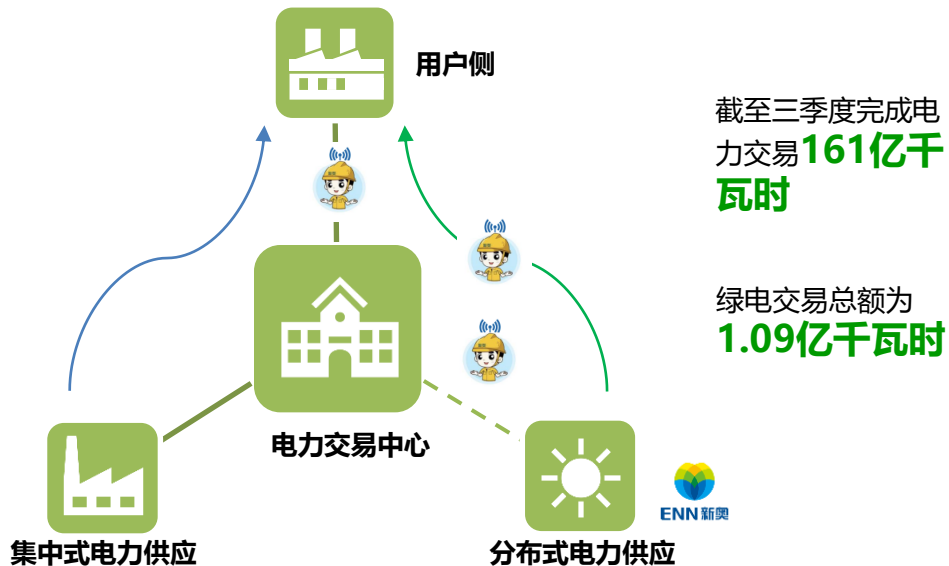 用户侧
截至三季度完成电
力交易161亿千
瓦时
绿电交易总额为
1.09亿千瓦时
电力交易中心
ENN新奥
集中式电力供应
分布式电力供应